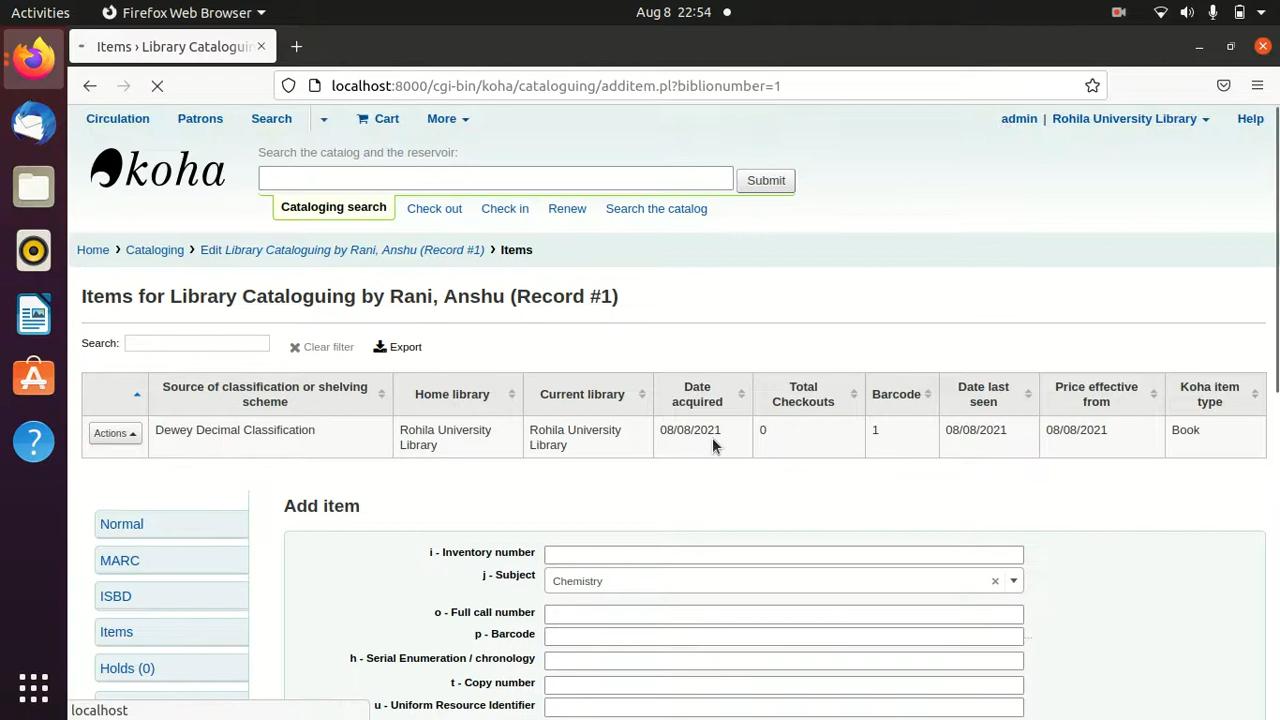 Activities Firefox Web Browser Aug 8 22:54
Items › Library Cataloguin
localhost:8000/cgi-bin/koha/cataloguing/additem.pl?biblionumber=1
Circulation Patrons Search Cart More admin | Rohila University Library Help
koha
Search the catalog and the reservoir:
Submit
Cataloging search Check out Check in Renew Search the catalog
Home › Cataloging › Edit Library Cataloguing by Rani, Anshu (Record #1) › Items
Items for Library Cataloguing by Rani, Anshu (Record #1)
Search: Clear filter Export
Source of classification or shelving scheme Home library Current library Date acquired Total Checkouts Barcode Date last seen Price effective from Koha item type
Actions Dewey Decimal Classification Rohila University Library Rohila University Library 08/08/2021 0 1 08/08/2021 08/08/2021 Book
Add item
Normal
MARC
ISBD
Items
Holds (0)
i - Inventory number
j - Subject Chemistry ×
o - Full call number
p - Barcode ...
h - Serial Enumeration / chronology
t - Copy number
u - Uniform Resource Identifier
localhost